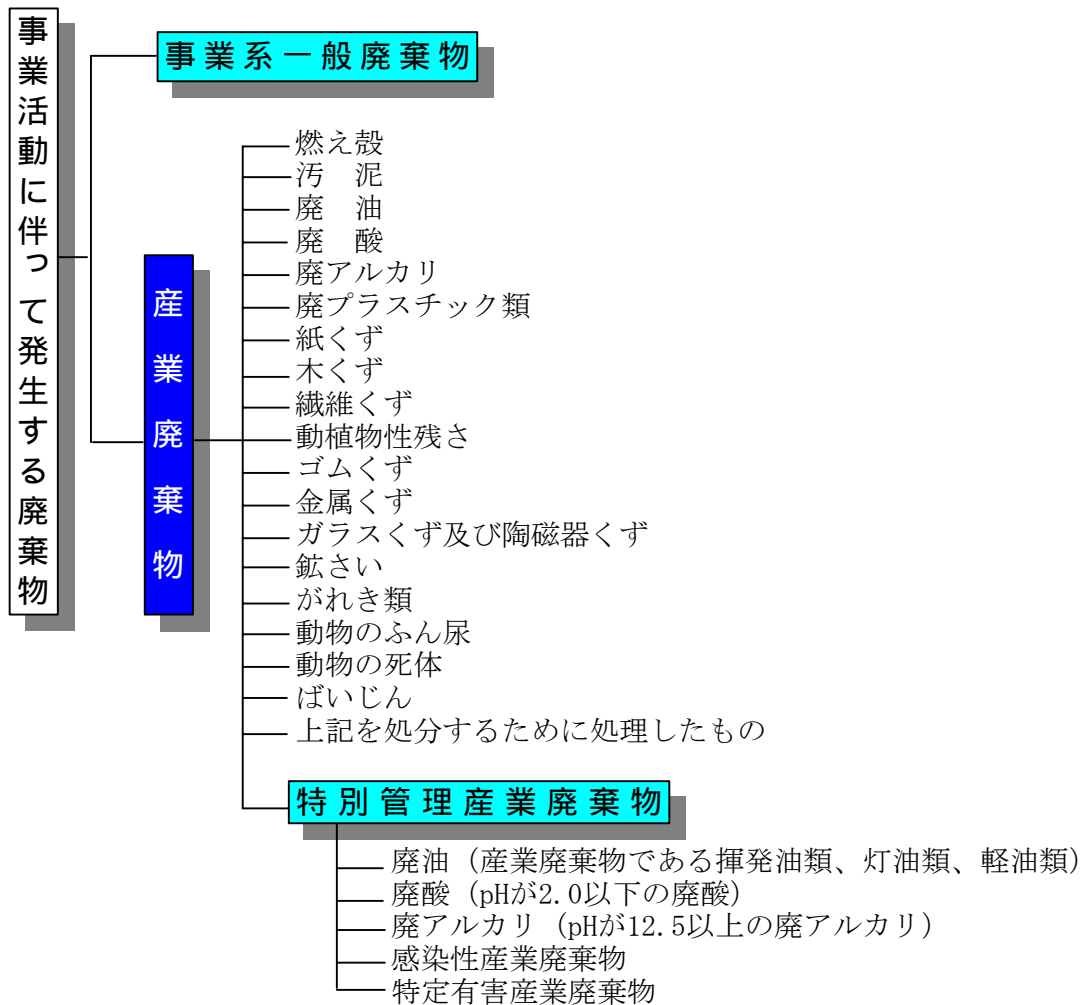 事業活動に伴って発生する廃棄物
事業系一般廃棄物
産業廃棄物
燃え殻
汚　泥
廃　油
廃　酸
廃アルカリ
廃プラスチック類
紙くず
木くず
繊維くず
動植物性残さ
ゴムくず
金属くず
ガラスくず及び陶磁器くず
鉱さい
がれき類
動物のふん尿
動物の死体
ばいじん
上記を処分するために処理したもの
特別管理産業廃棄物
廃油（産業廃棄物である揮発油類、灯油類、軽油類）
廃酸（pHが2.0以下の廃酸）
廃アルカリ（pHが12.5以上の廃アルカリ）
感染性産業廃棄物
特定有害産業廃棄物